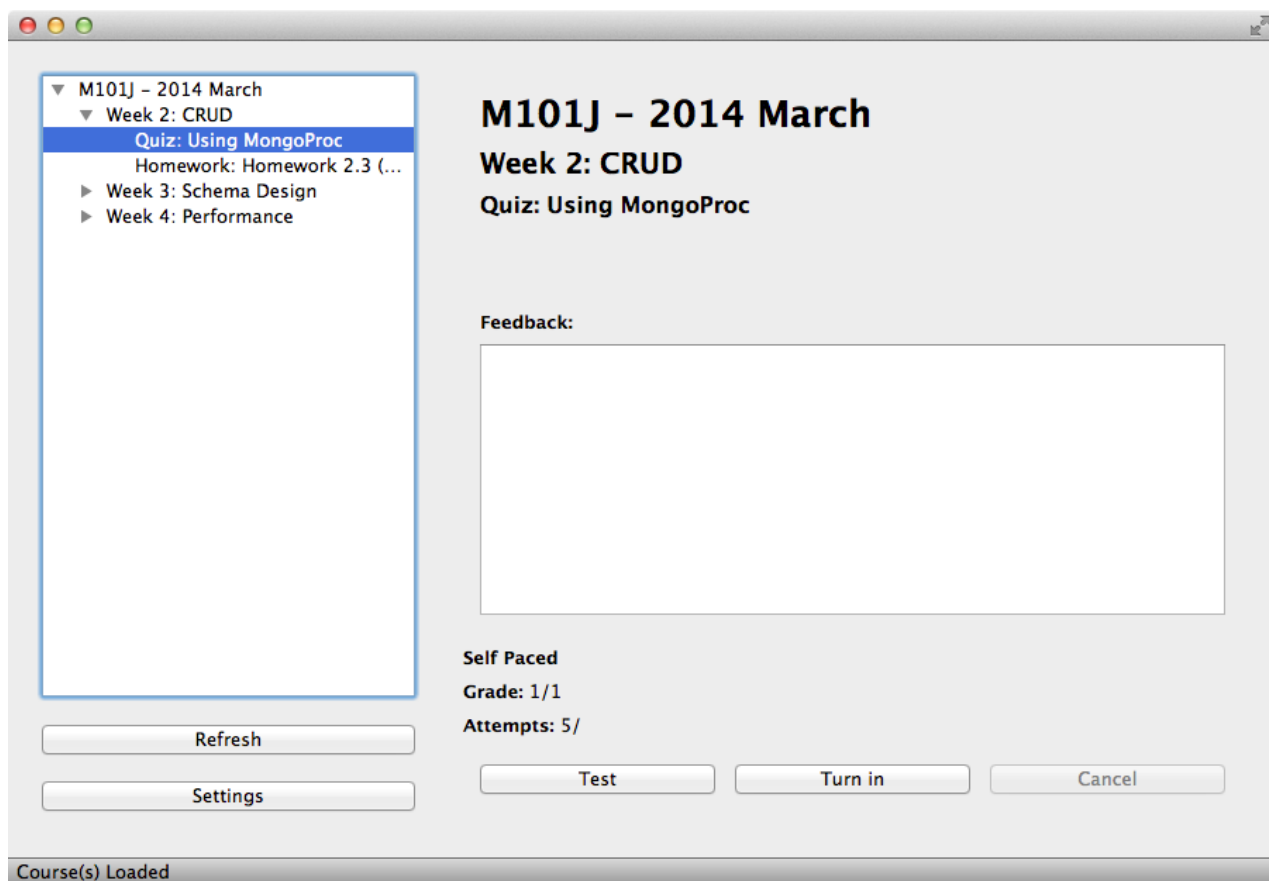 M101J – 2014 March
Week 2: CRUD
Quiz: Using MongoProc
Homework: Homework 2.3 (...
Week 3: Schema Design
Week 4: Performance
Refresh
Settings
M101J – 2014 March
Week 2: CRUD
Quiz: Using MongoProc
Feedback:
Self Paced
Grade: 1/1
Attempts: 5/
Test
Turn in
Cancel
Course(s) Loaded